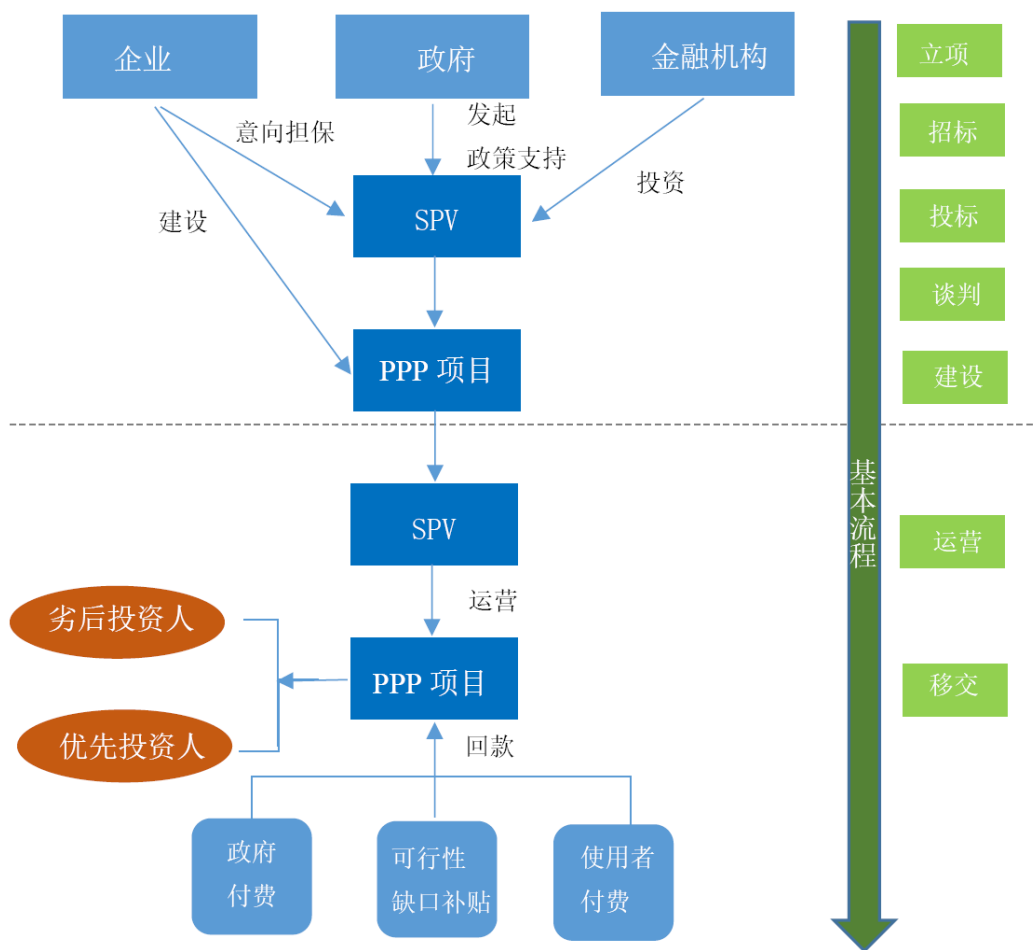 企业
政府
金融机构
立项
发起
招标
意向担保
政策支持
投资
建设
SPV
投标
谈判
PPP 项目
建设
基本流程
SPV
运营
运营
劣后投资人
PPP 项目
移交
优先投资人
回款
政府
付费
可行性
缺口补贴
使用者
付费